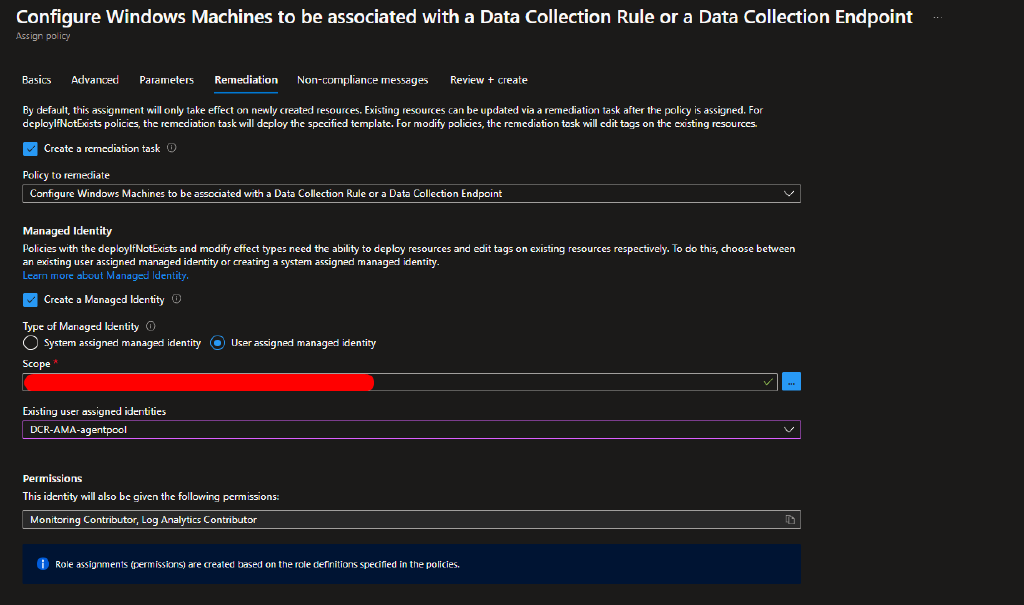 Configure Windows Machines to be associated with a Data Collection Rule or a Data Collection Endpoint ...
Assign policy
Basics Advanced Parameters Remediation Non-compliance messages Review + create
By default, this assignment will only take effect on newly created resources. Existing resources can be updated via a remediation task after the policy is assigned. For
deployIfNotExists policies, the remediation task will deploy the specified template. For modify policies, the remediation task will edit tags on the existing resources.
Create a remediation task
Policy to remediate
Configure Windows Machines to be associated with a Data Collection Rule or a Data Collection Endpoint
Managed Identity
Policies with the deployIfNotExists and modify effect types need the ability to deploy resources and edit tags on existing resources respectively. To do this, choose between
an existing user assigned managed identity or creating a system assigned managed identity.
Learn more about Managed Identity.
Create a Managed Identity
Type of Managed Identity
System assigned managed identity User assigned managed identity
Scope *
...
Existing user assigned identities
DCR-AMA-agentpool
Permissions
This identity will also be given the following permissions:
Monitoring Contributor, Log Analytics Contributor
Role assignments (permissions) are created based on the role definitions specified in the policies.